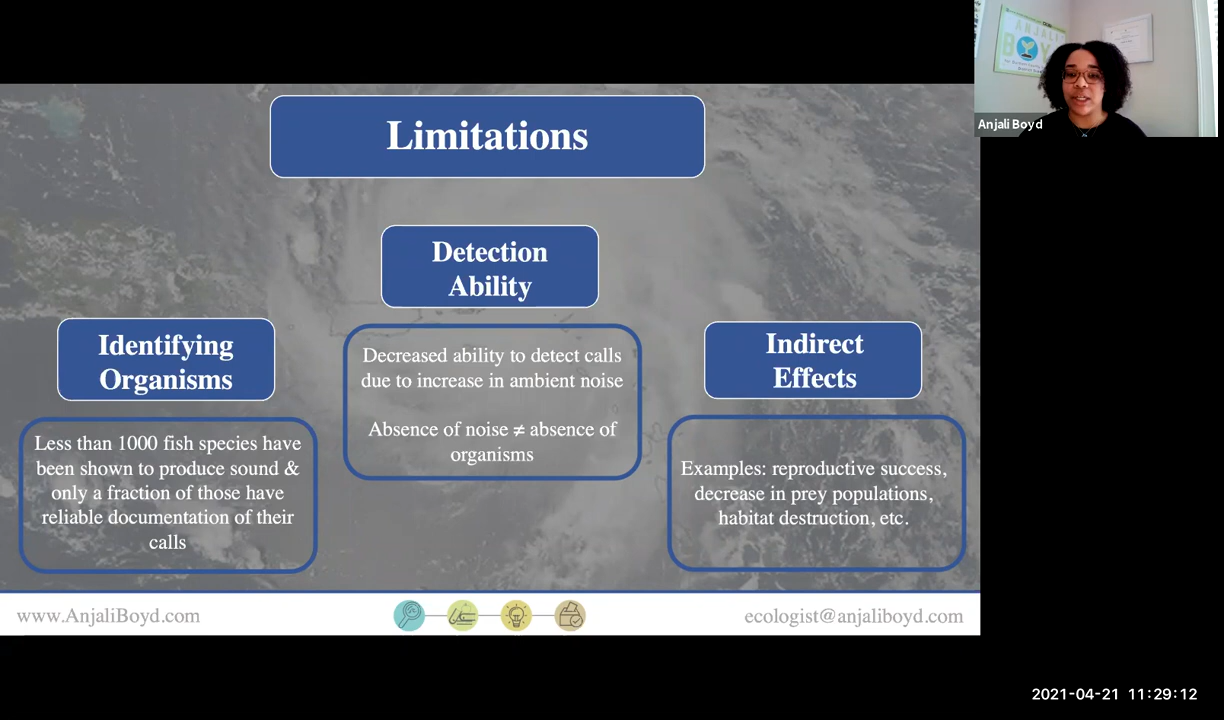 Limitations
Detection
Ability
Decreased ability to detect calls
due to increase in ambient noise
Absence of noise ≠ absence of
organisms
Identifying
Organisms
Less than 1000 fish species have
been shown to produce sound &
only a fraction of those have
reliable documentation of their
calls
Indirect
Effects
Examples: reproductive success,
decrease in prey populations,
habitat destruction, etc.
www.AnjaliBoyd.com
ecologist@anjaliboyd.com
ANJALI
Anjali Boyd
2021-04-21 11:29:12